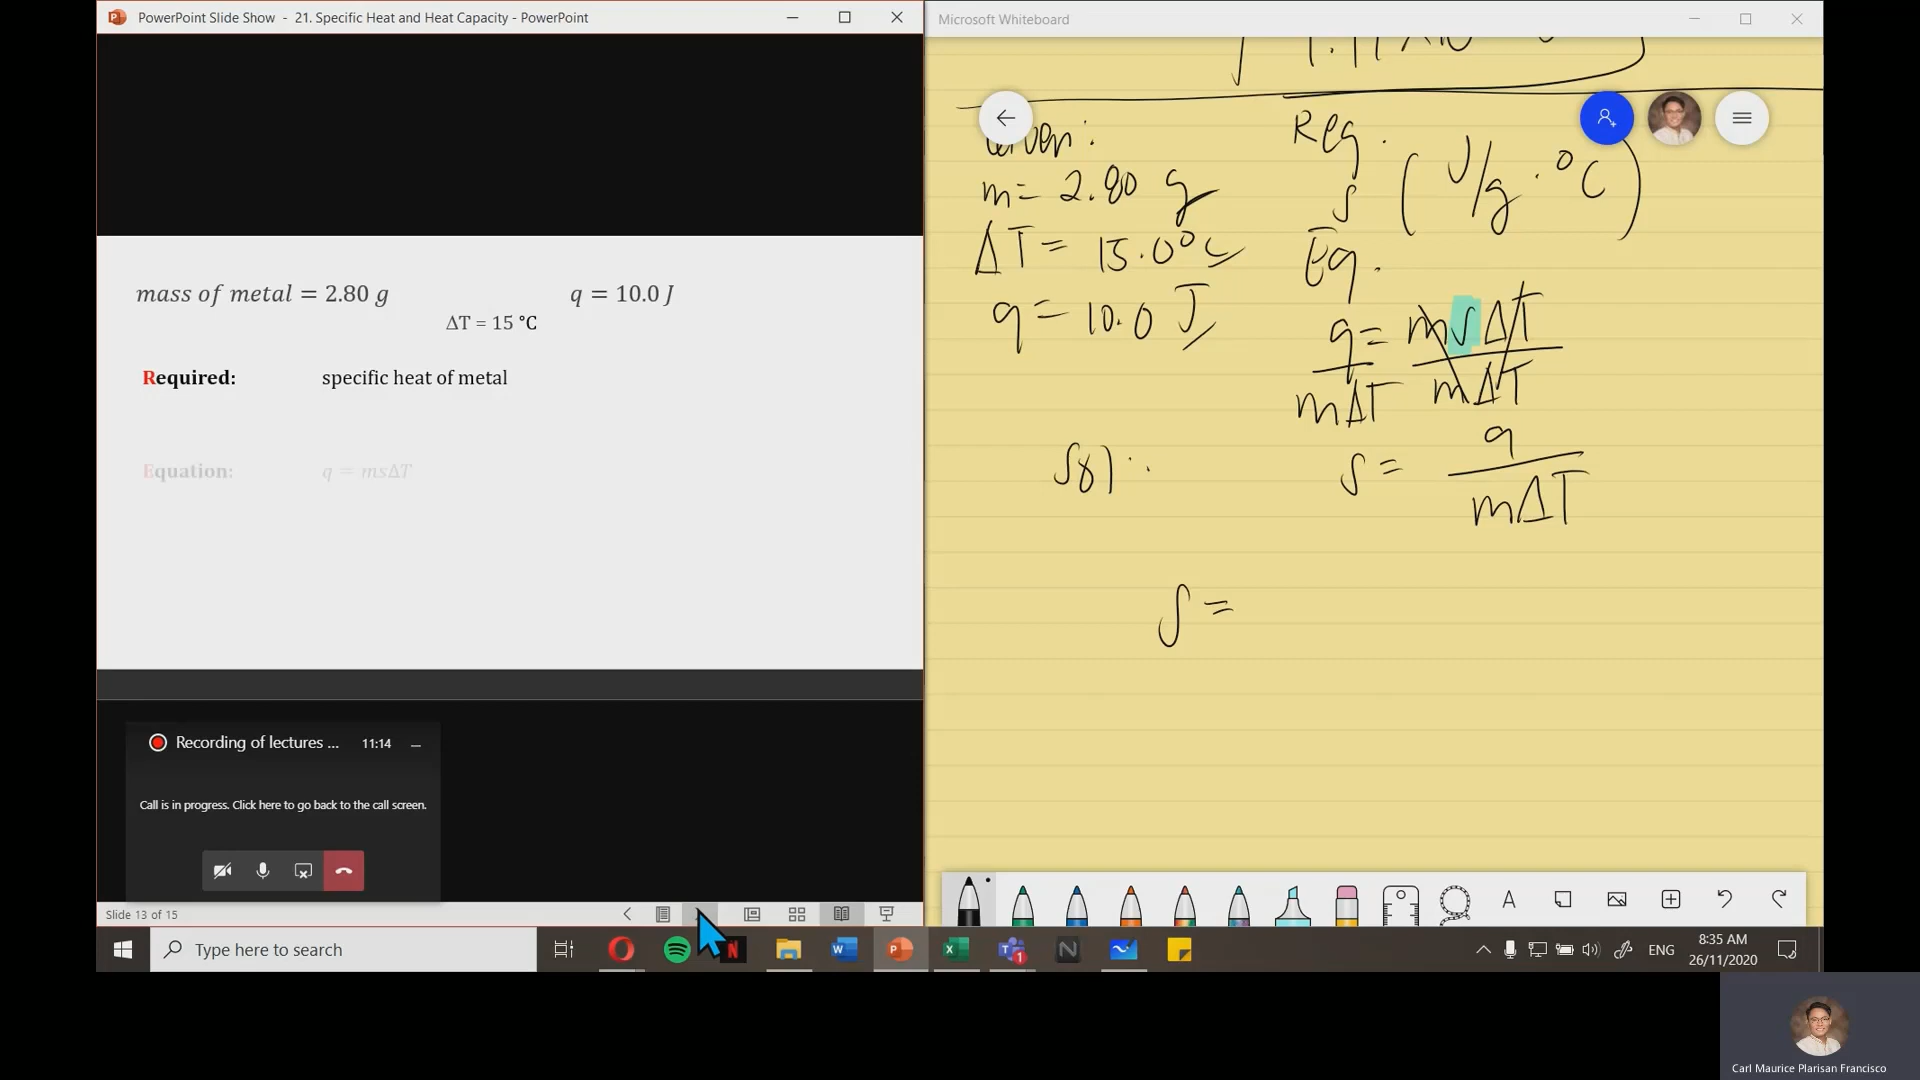 PowerPoint Slide Show - 21. Specific Heat and Heat Capacity - PowerPoint
mass of metal = 2.80 g
q = 10.0 J
ΔT = 15 °C
Required: specific heat of metal
Equation: q = msΔT
Recording of lectures ... 11:14
Call is in progress. Click here to go back to the call screen.
Slide 13 of 15
Microsoft Whiteboard
Given:
m = 2.80 g
ΔT = 15.0°C
q = 10.0 J
Req.
s (J/g · °C)
Eq.
q = msΔT
mΔT mΔT
s = q
mΔT
Sol:
s =
A
Type here to search
ENG
8:35 AM
26/11/2020
Carl Maurice Plarisan Francisco